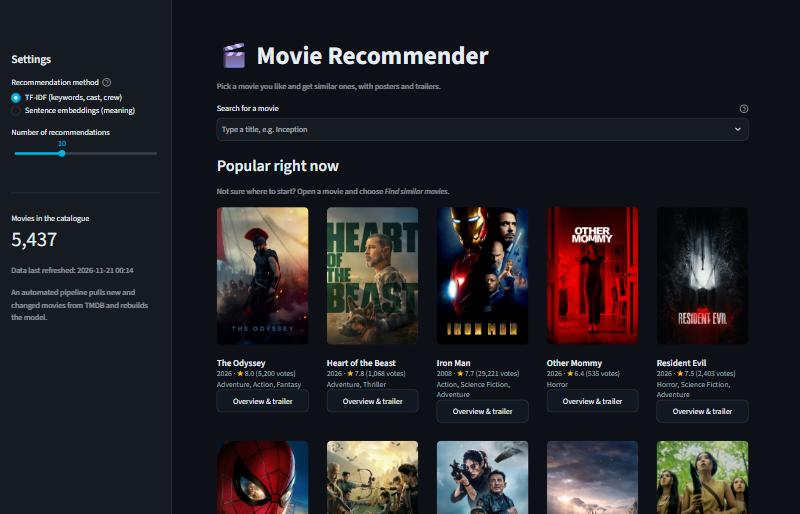 Settings
Recommendation method
TF-IDF (keywords, cast, crew)
Sentence embeddings (meaning)
Number of recommendations
10
Movies in the catalogue
5,437
Data last refreshed: 2026-11-21 00:14
An automated pipeline pulls new and
changed movies from TMDB and rebuilds
the model.
Movie Recommender
Pick a movie you like and get similar ones, with posters and trailers.
Search for a movie
Type a title, e.g. Inception
Popular right now
Not sure where to start? Open a movie and choose Find similar movies.
THE ODYSSEY
HEART
OF
THE
BEAST
IRON MAN
OTHER
MOMMY
RESIDENT EVIL
The Odyssey
2026 · ★ 8.0 (5,200 votes)
Adventure, Action, Fantasy
Overview & trailer
Heart of the Beast
2026 · ★ 7.8 (1,068 votes)
Adventure, Thriller
Overview & trailer
Iron Man
2008 · ★ 7.7 (29,221 votes)
Action, Science Fiction,
Adventure
Overview & trailer
Other Mommy
2026 · ★ 6.4 (535 votes)
Horror
Overview & trailer
Resident Evil
2026 · ★ 7.5 (2,403 votes)
Horror, Science Fiction,
Adventure
Overview & trailer